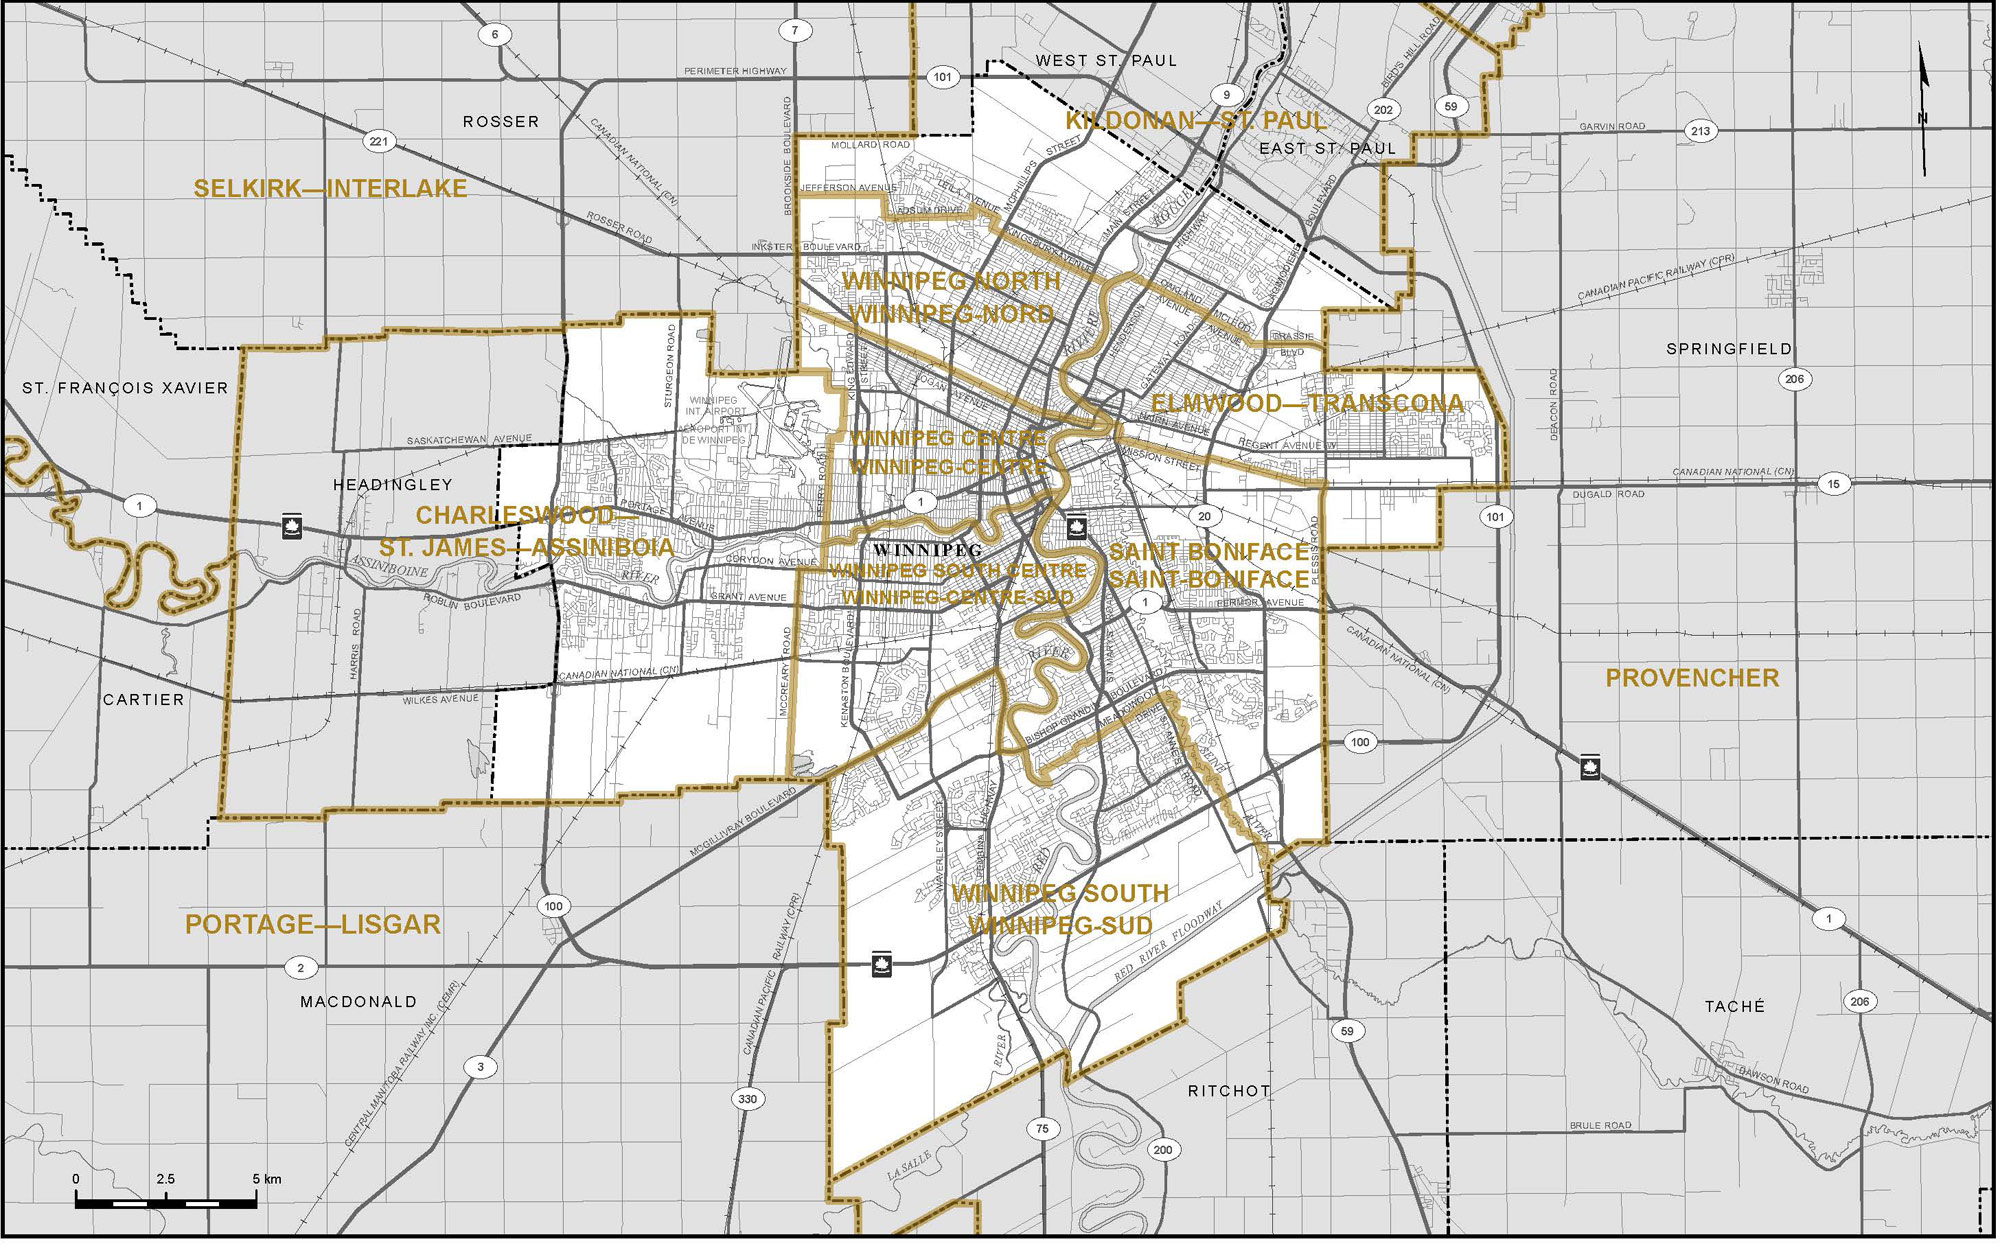 6
7
WEST ST. PAUL
PERIMETER HIGHWAY
101
9
BIRD'S HILL ROAD
202
59
ROSSER
KILDONAN—ST. PAUL
GARVIN ROAD
213
221
CANADIAN NATIONAL (CN)
BROOKSIDE BOULEVARD
MOLLARD ROAD
MCPHILLIPS STREET
EAST ST. PAUL
N
SELKIRK—INTERLAKE
JEFFERSON AVENUE
LEILA AVENUE
ADSUM DRIVE
MAIN STREET
ROUGE
HIGHWAY
BOULEVARD
LAGIMODIERE
ROSSER ROAD
INKSTER BOULEVARD
KINGSBURY AVENUE
CANADIAN PACIFIC RAILWAY (CPR)
WINNIPEG NORTH
WINNIPEG-NORD
OAKLAND AVENUE
MCLEOD AVENUE
RIVIÈRE
HENDERSON
GATEWAY ROAD
GRASSIE BLVD
SPRINGFIELD
206
STURGEON ROAD
KING EDWARD STREET
LOGAN AVENUE
ST. FRANÇOIS XAVIER
WINNIPEG
INT. AIRPORT
AÉROPORT INT.
DE WINNIPEG
ELMWOOD—TRANSCONA
DEACON ROAD
NAIRN AVENUE
REGENT AVENUE W
SASKATCHEWAN AVENUE
WINNIPEG CENTRE
WINNIPEG-CENTRE
MISSION STREET
CANADIAN NATIONAL (CN)
15
DUGALD ROAD
HEADINGLEY
FERRY ROAD
1
1
PORTAGE AVENUE
20
101
CHARLESWOOD—
ST. JAMES—ASSINIBOIA
WINNIPEG
SAINT BONIFACE
SAINT-BONIFACE
PLESSIS ROAD
ASSINIBOINE
RIVER
CORYDON AVENUE
WINNIPEG SOUTH CENTRE
WINNIPEG-CENTRE-SUD
ROBLIN BOULEVARD
GRANT AVENUE
1
FERMOR AVENUE
HARRIS ROAD
MCCREARY ROAD
KENASTON BOULEVARD
RIVER
ST. MARY'S ROAD
CANADIAN NATIONAL (CN)
CANADIAN NATIONAL (CN)
PROVENCHER
CARTIER
WILKES AVENUE
BISHOP GRANDIN BOULEVARD
MEADOWOOD DRIVE
ST. ANNE'S ROAD
SEINE
RIVER
100
MCGILLIVRAY BOULEVARD
WAVERLEY STREET
PEMBINA HIGHWAY
RED
WINNIPEG SOUTH
WINNIPEG-SUD
100
PORTAGE—LISGAR
1
RED RIVER FLOODWAY
2
CANADIAN PACIFIC RAILWAY (CPR)
MACDONALD
CENTRAL MANITOBA RAILWAY INC. (CEMR)
TACHÉ
206
59
RIVER
3
330
RITCHOT
DAWSON ROAD
BRULE ROAD
75
200
LA SALLE
0 2.5 5 km